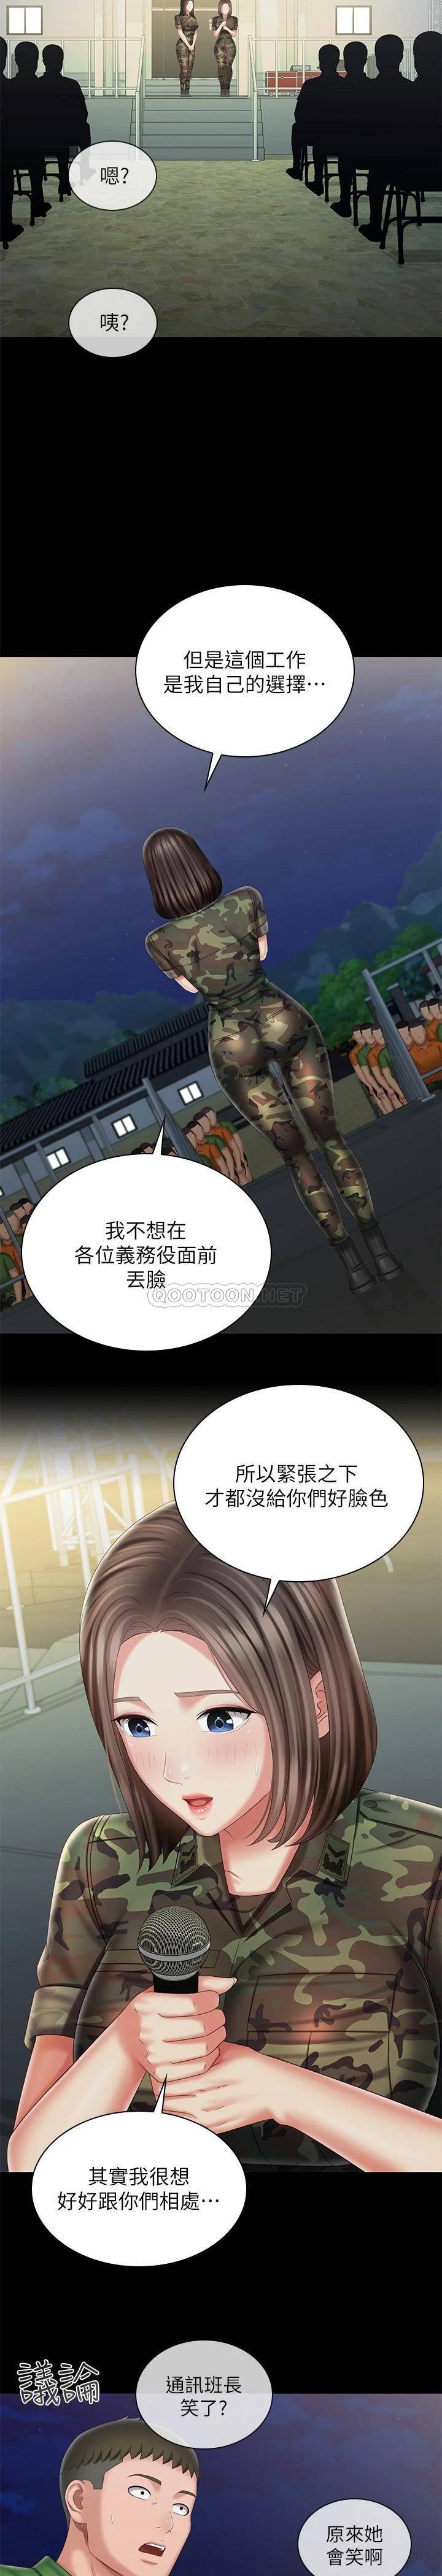 嗯?
咦?
但是這個工作
是我自己的選擇…
我不想在
各位義務役面前
丟臉
QOOTOON.NET
所以緊張之下
才都沒給你們好臉色
其實我很想
好好跟你們相處…
議論
通訊班長
笑了?
原來她
會笑啊